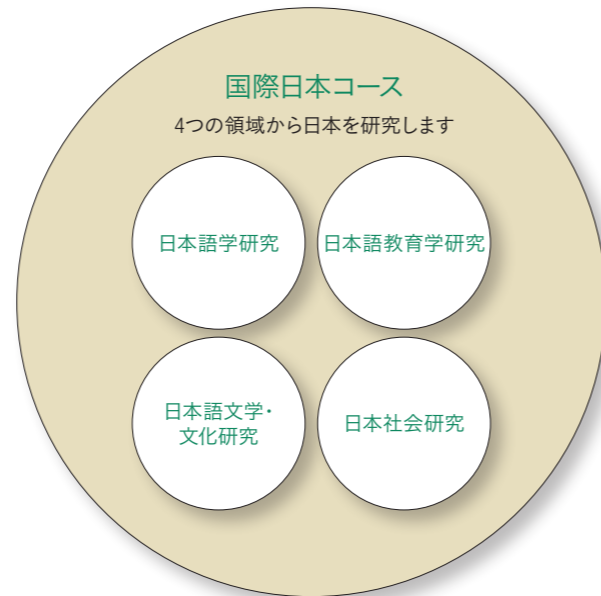 国際日本コース
4つの領域から日本を研究します
日本語学研究
日本語教育学研究
日本語文学・
文化研究
日本社会研究